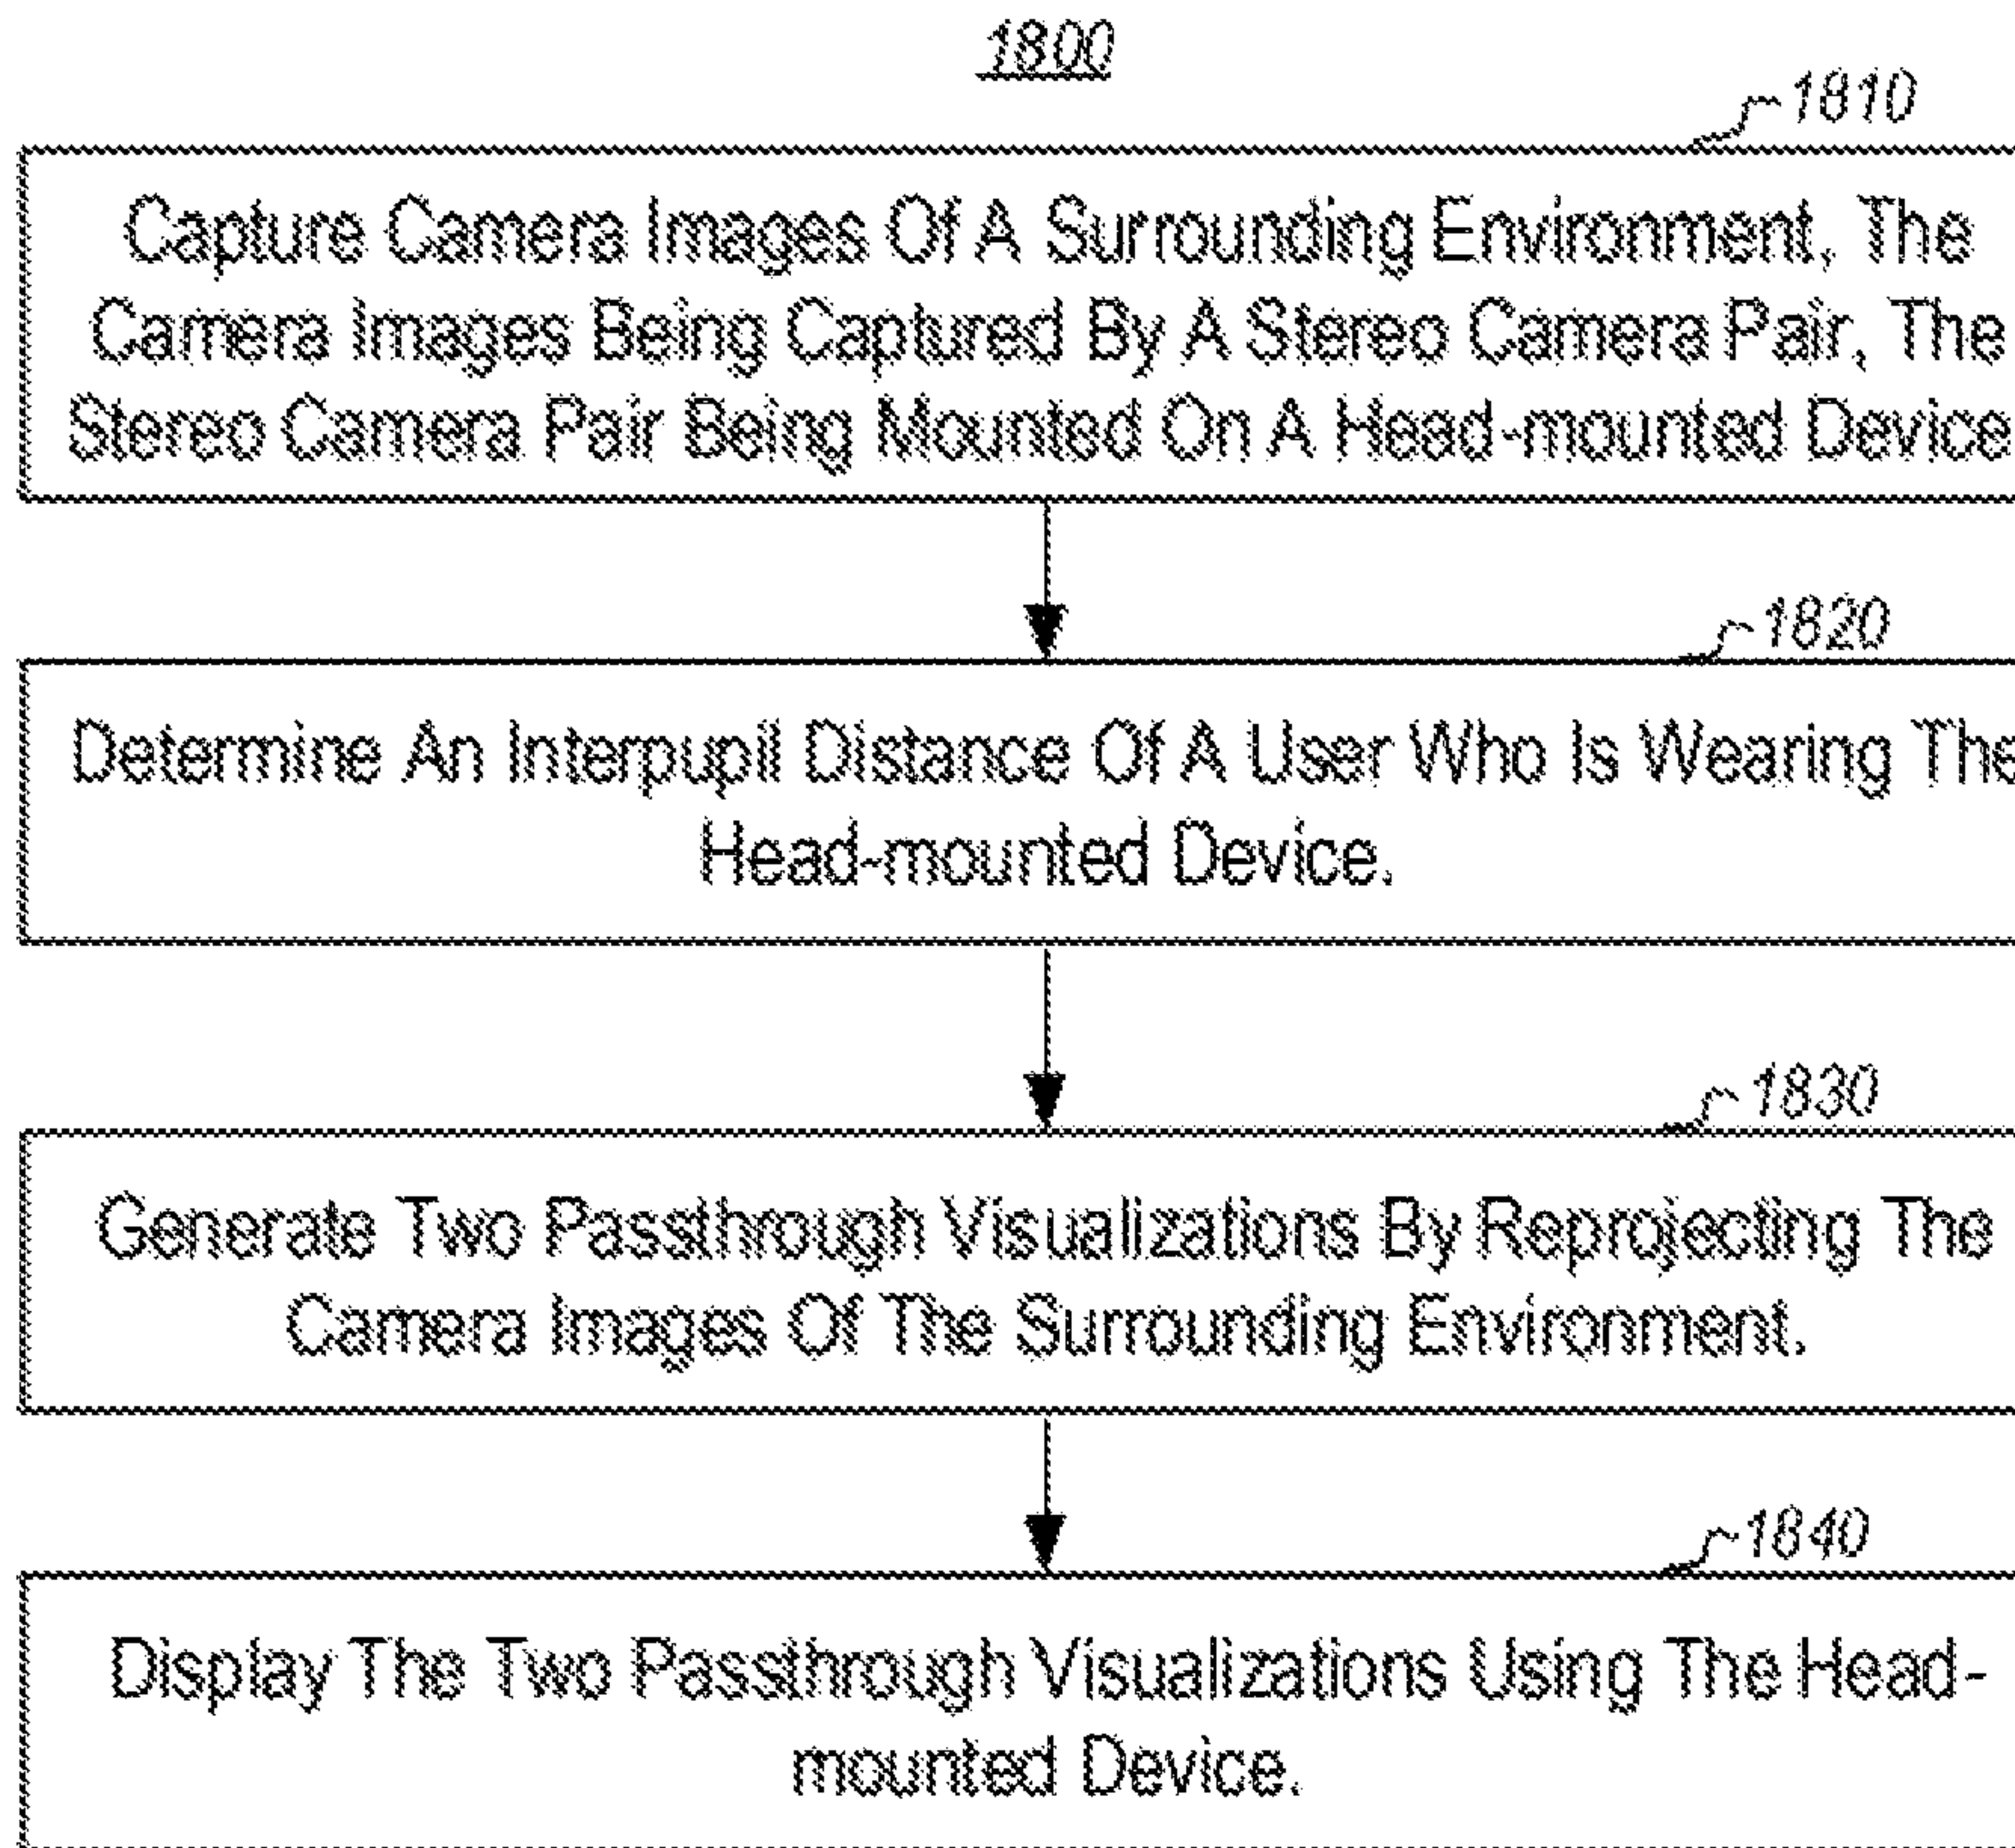 1800
1810
Capture Camera Images Of A Surrounding Environment, The
Camera Images Being Captured By A Stereo Camera Pair, The
Stereo Camera Pair Being Mounted On A Head-mounted Device
1820
Determine An Interpupil Distance Of A User Who Is Wearing The
Head-mounted Device.
1830
Generate Two Passthrough Visualizations By Reprojecting The
Camera Images Of The Surrounding Environment.
1840
Display The Two Passthrough Visualizations Using The Head-
mounted Device.